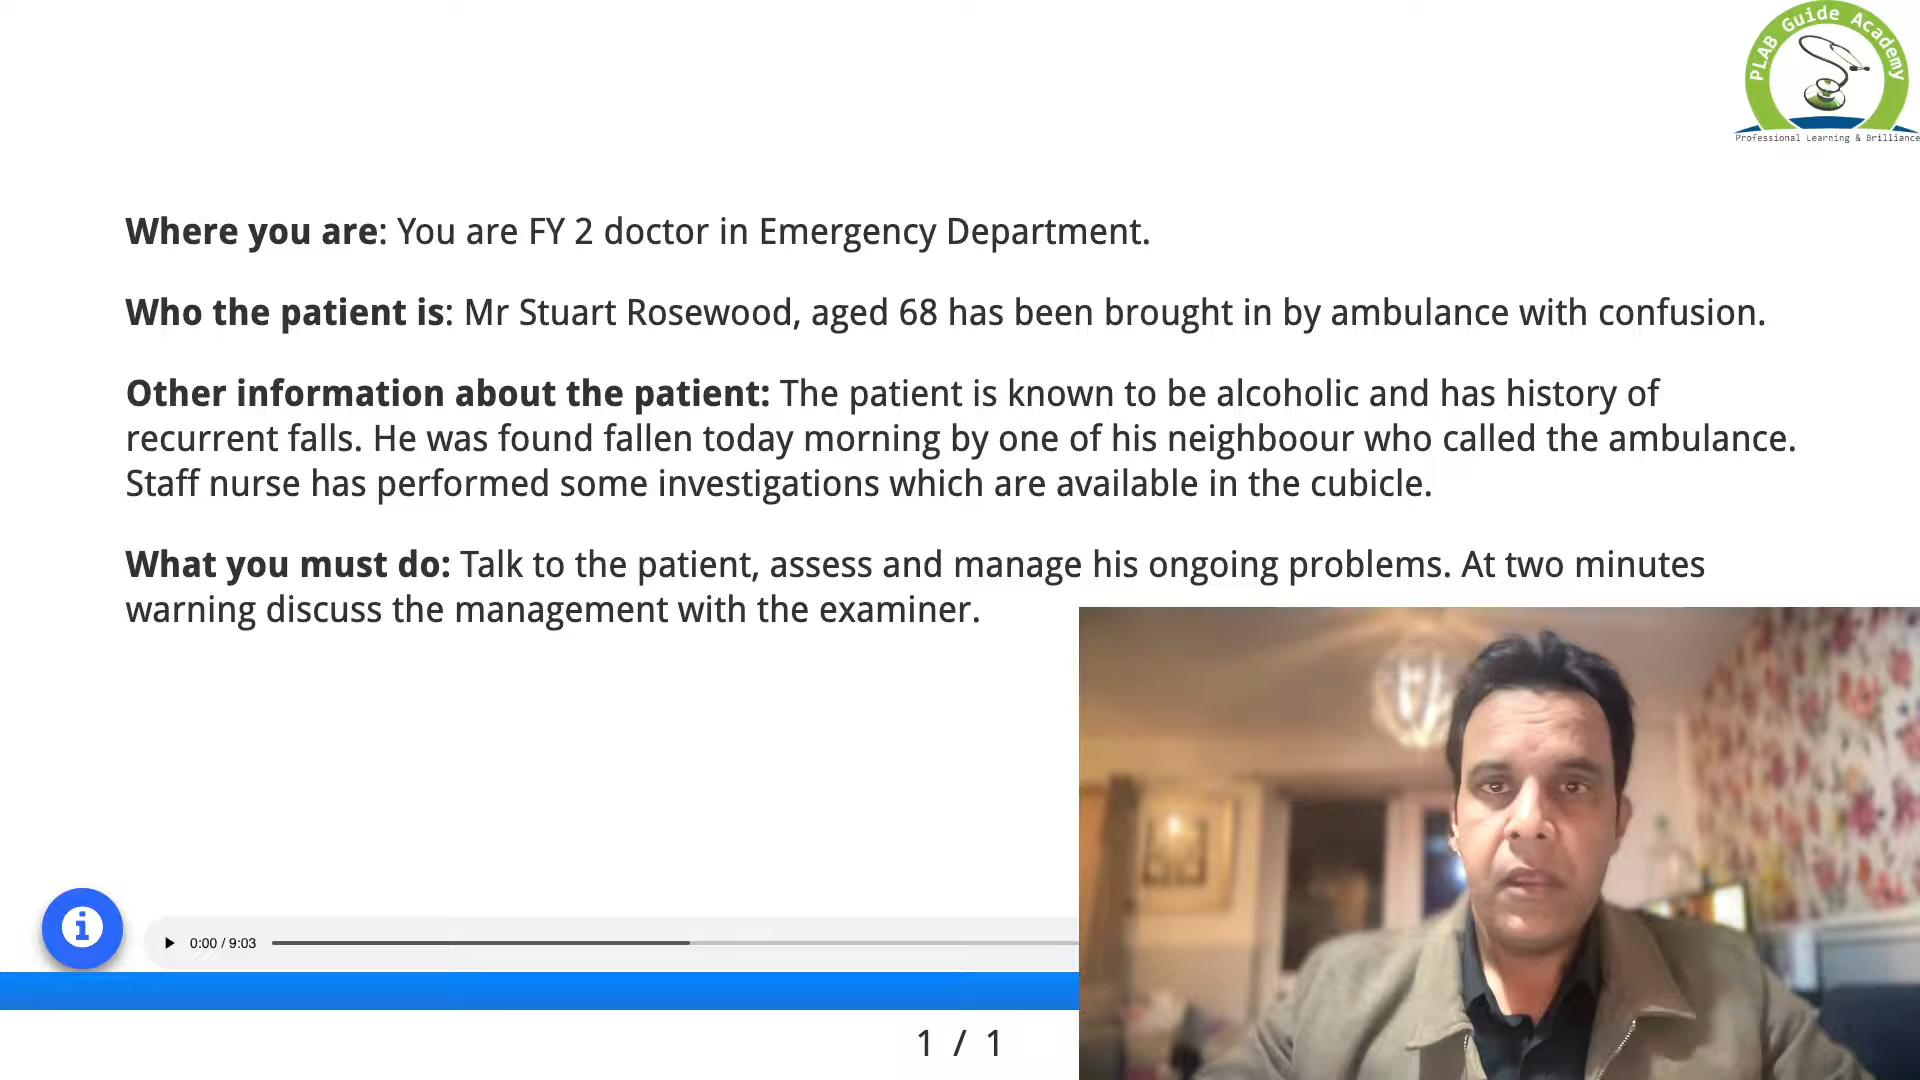 PLAB Guide Academy
Professional Learning & Brilliance
Where you are: You are FY 2 doctor in Emergency Department.
Who the patient is: Mr Stuart Rosewood, aged 68 has been brought in by ambulance with confusion.
Other information about the patient: The patient is known to be alcoholic and has history of
recurrent falls. He was found fallen today morning by one of his neighboour who called the ambulance.
Staff nurse has performed some investigations which are available in the cubicle.
What you must do: Talk to the patient, assess and manage his ongoing problems. At two minutes
warning discuss the management with the examiner.
i
0:00 / 9:03
1 / 1